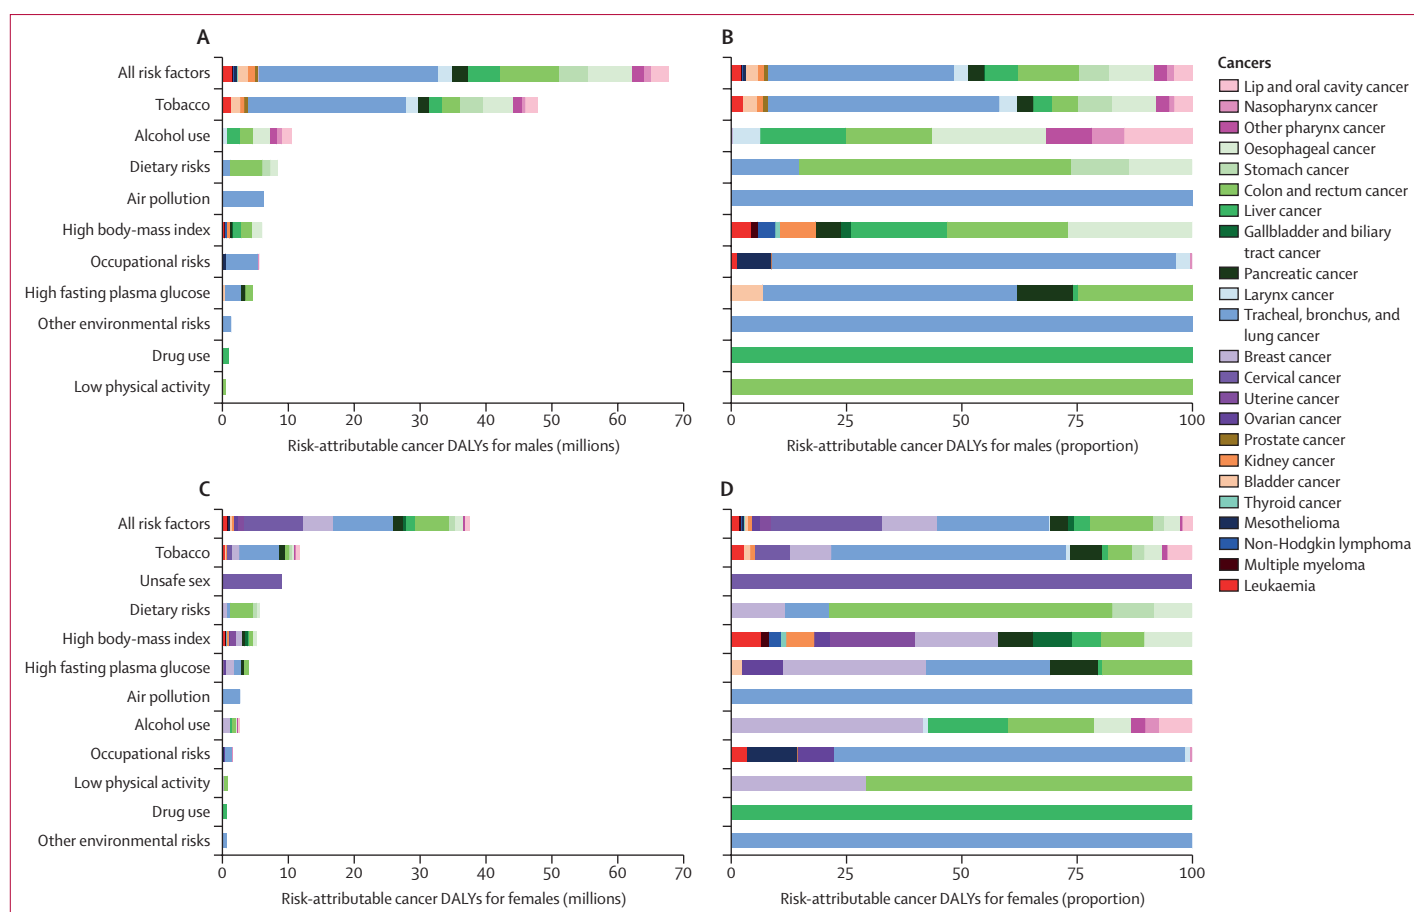 A
All risk factors
Tobacco
Alcohol use
Dietary risks
Air pollution
High body-mass index
Occupational risks
High fasting plasma glucose
Other environmental risks
Drug use
Low physical activity
0 10 20 30 40 50 60 70
Risk-attributable cancer DALYs for males (millions)
B
0 25 50 75 100
Risk-attributable cancer DALYs for males (proportion)
Cancers
Lip and oral cavity cancer
Nasopharynx cancer
Other pharynx cancer
Oesophageal cancer
Stomach cancer
Colon and rectum cancer
Liver cancer
Gallbladder and biliary
tract cancer
Pancreatic cancer
Larynx cancer
Tracheal, bronchus, and
lung cancer
Breast cancer
Cervical cancer
Uterine cancer
Ovarian cancer
Prostate cancer
Kidney cancer
Bladder cancer
Thyroid cancer
Mesothelioma
Non-Hodgkin lymphoma
Multiple myeloma
Leukaemia
C
All risk factors
Tobacco
Unsafe sex
Dietary risks
High body-mass index
High fasting plasma glucose
Air pollution
Alcohol use
Occupational risks
Low physical activity
Drug use
Other environmental risks
0 10 20 30 40 50 60 70
Risk-attributable cancer DALYs for females (millions)
D
0 25 50 75 100
Risk-attributable cancer DALYs for females (proportion)